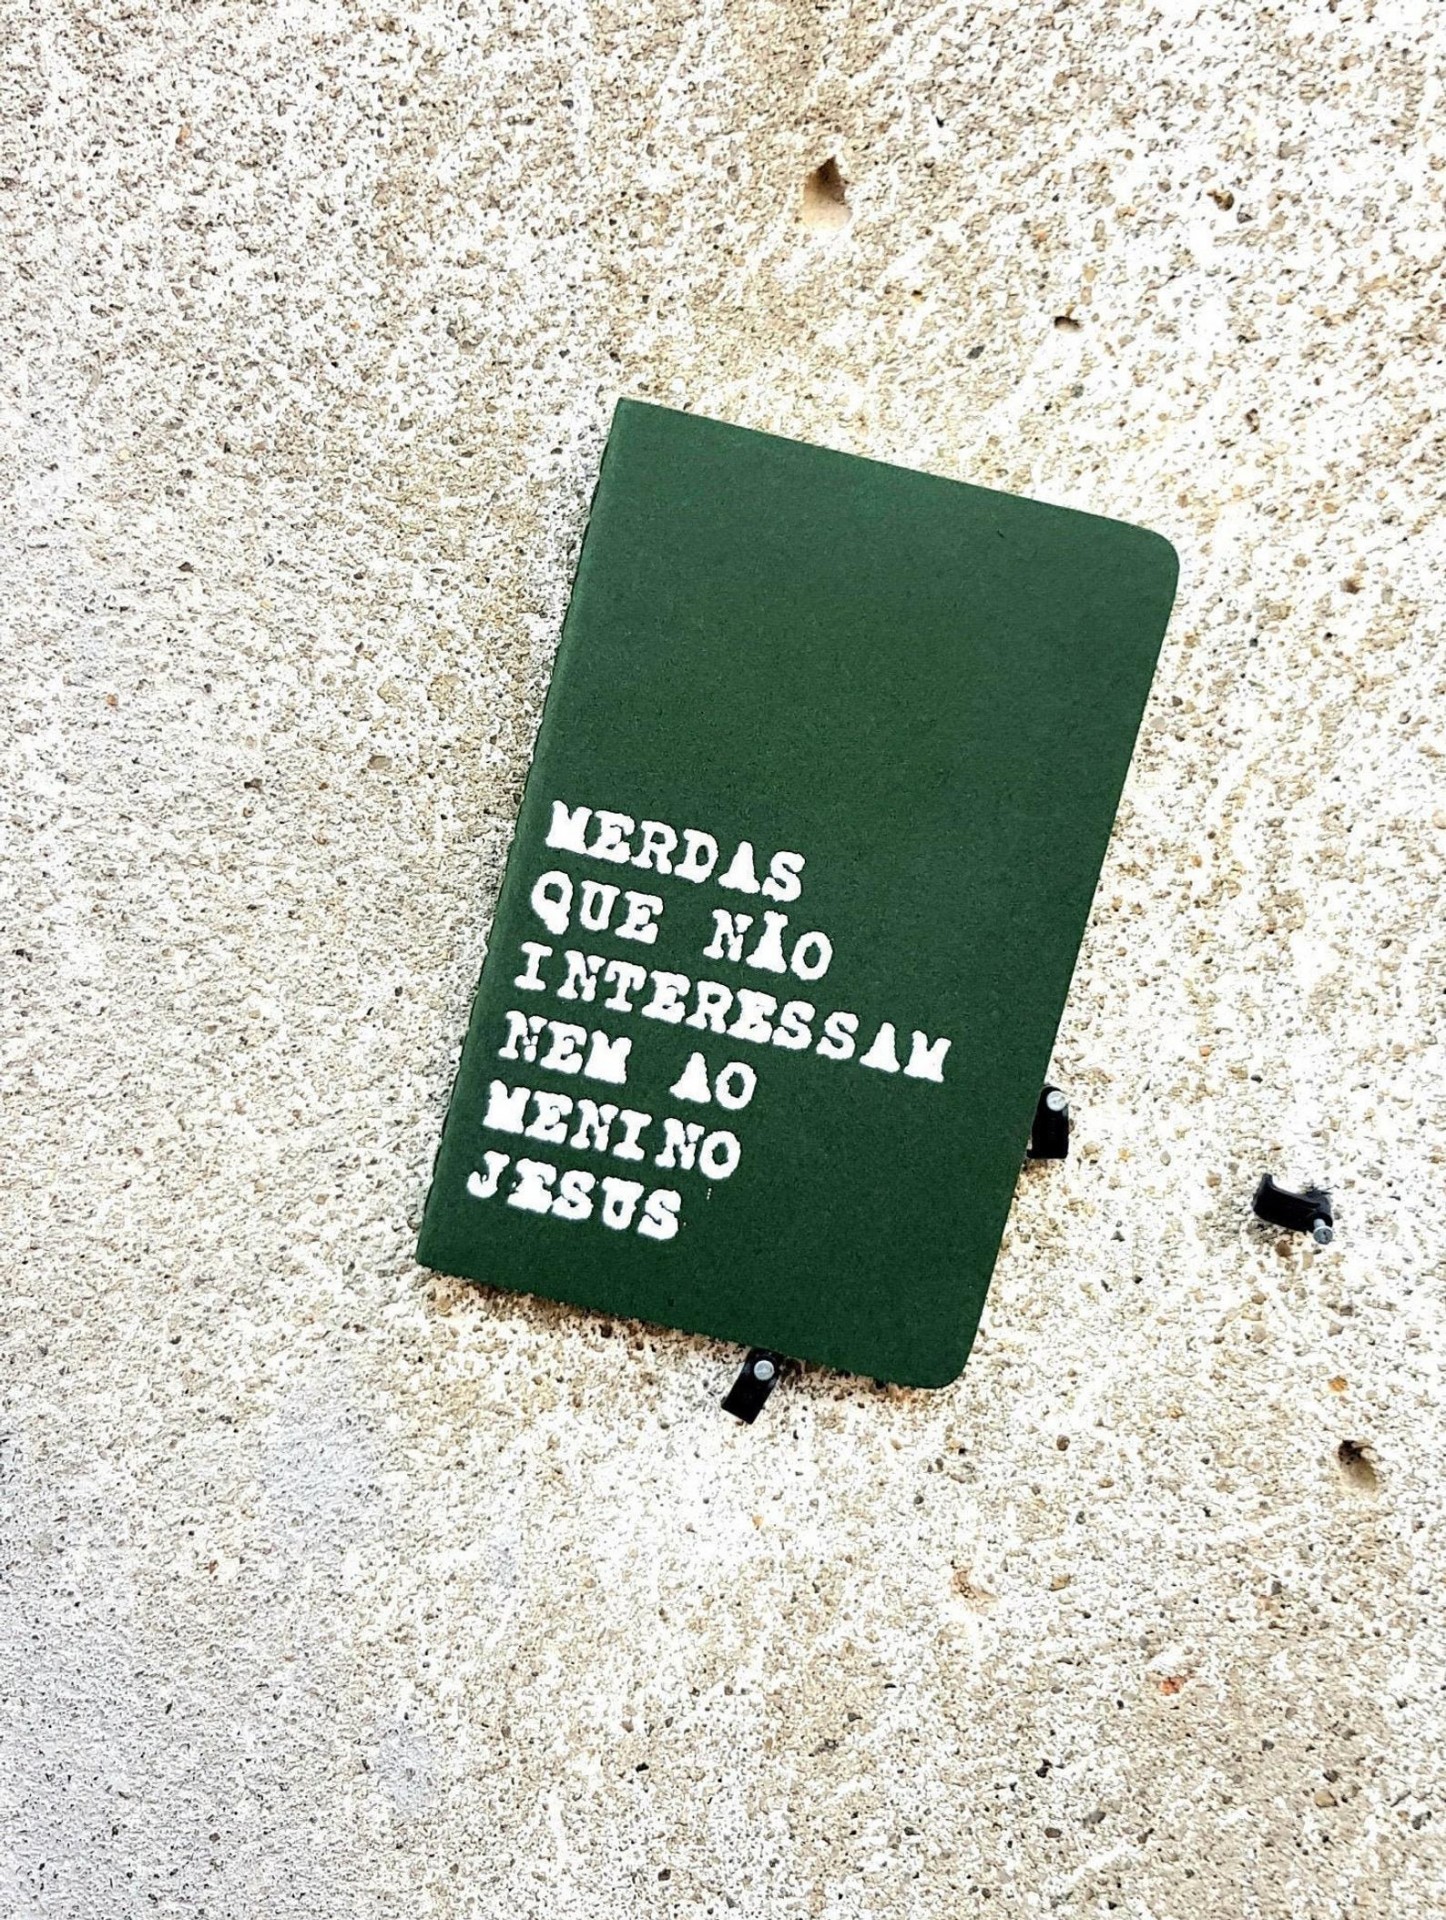 MERDAS
QUE NÃO
INTERESSAM
NEM AO
MENINO
JESUS